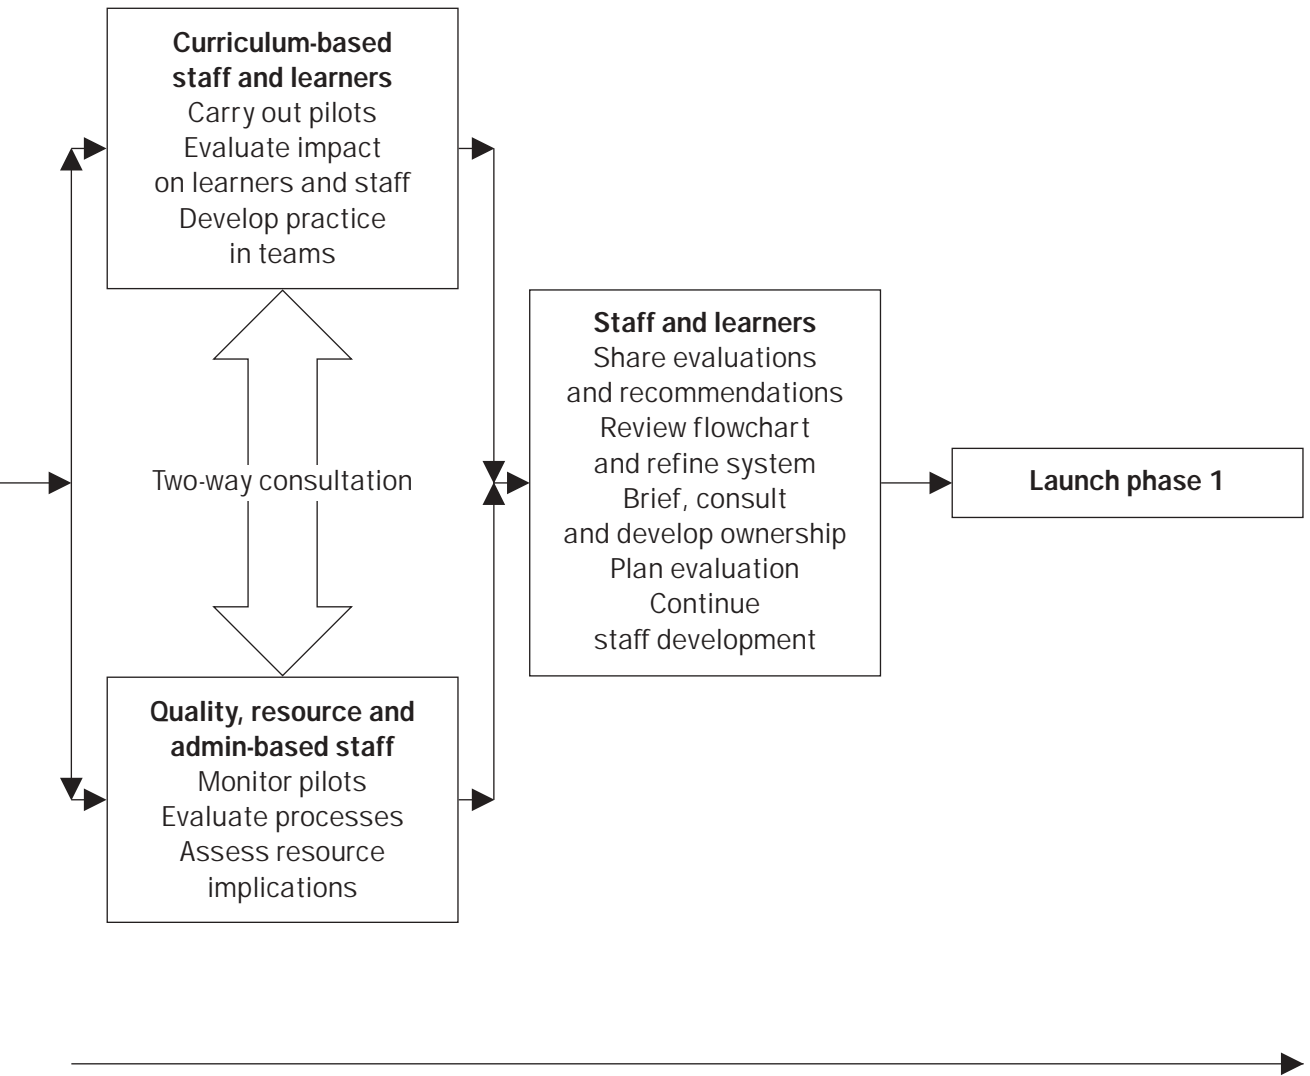 Curriculum-based
staff and learners
Carry out pilots
Evaluate impact
on learners and staff
Develop practice
in teams
Two-way consultation
Quality, resource and
admin-based staff
Monitor pilots
Evaluate processes
Assess resource
implications
Staff and learners
Share evaluations
and recommendations
Review flowchart
and refine system
Brief, consult
and develop ownership
Plan evaluation
Continue
staff development
Launch phase 1